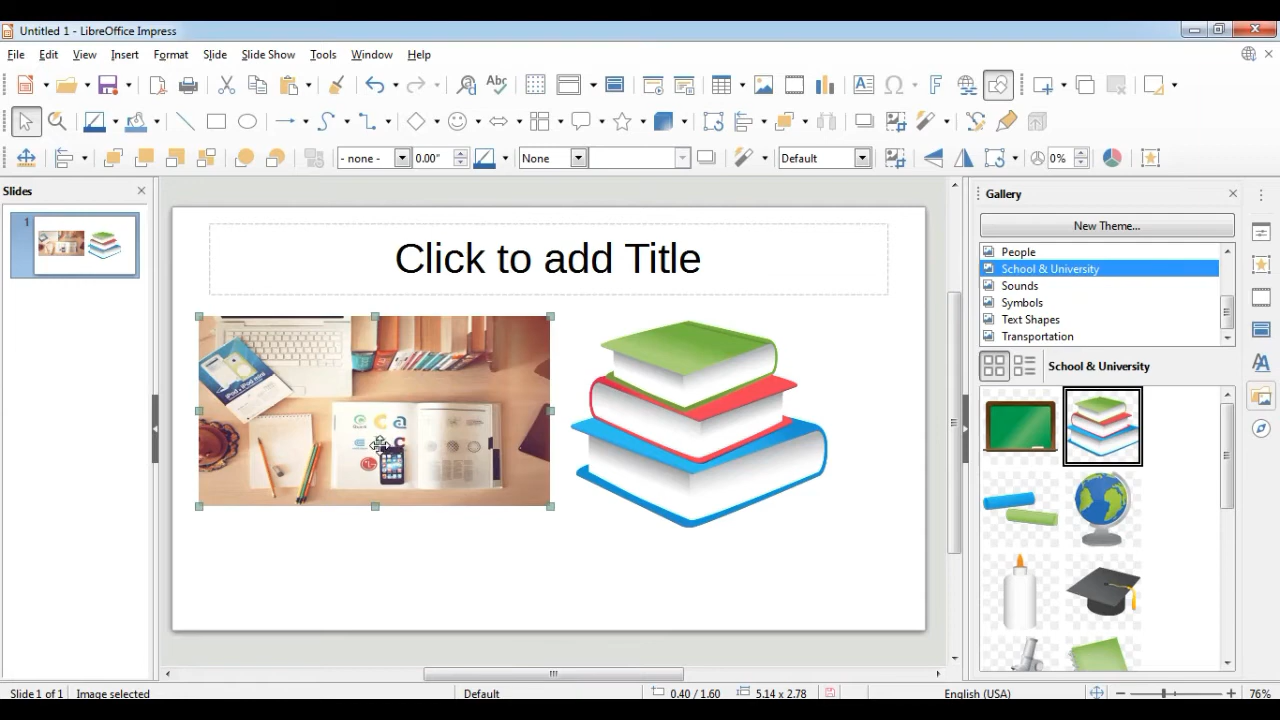 Untitled 1 - LibreOffice Impress
File Edit View Insert Format Slide Slide Show Tools Window Help
Abc
- none - 0.00" None Default 0%
Slides
1
Click to add Title
Gallery
New Theme...
People
School & University
Sounds
Symbols
Text Shapes
Transportation
School & University
Slide 1 of 1 Image selected Default 0.40 / 1.60 5.14 x 2.78 English (USA) 76%